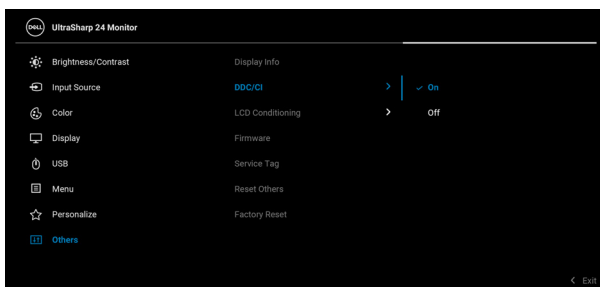 DELL UltraSharp 24 Monitor
Brightness/Contrast Display Info
Input Source DDC/CI On
Color LCD Conditioning Off
Display Firmware
USB Service Tag
Menu Reset Others
Personalize Factory Reset
Others
Exit